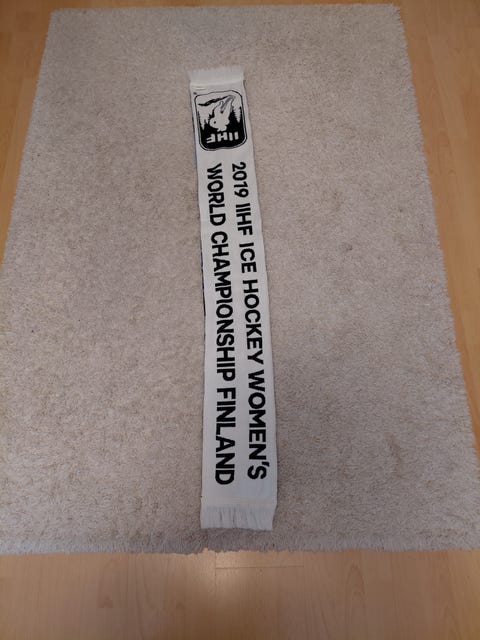 IIHF
2019 IIHF ICE HOCKEY WOMEN'S
WORLD CHAMPIONSHIP FINLAND